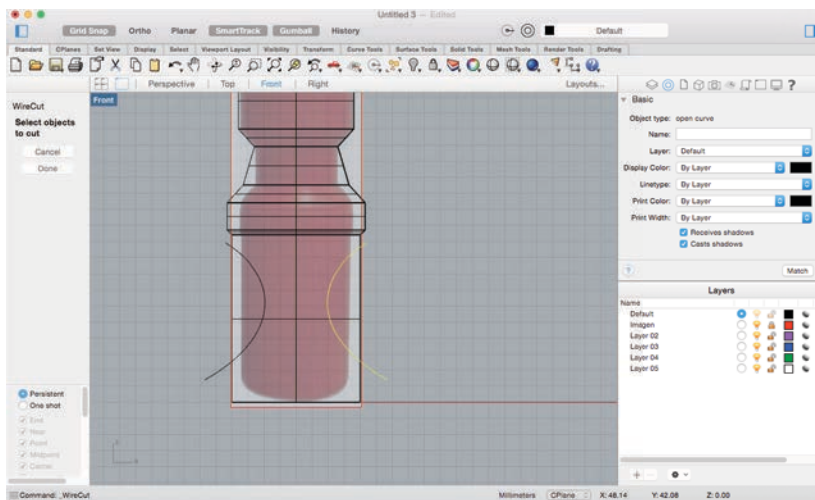 Untitled 3 — Edited
Grid Snap Ortho Planar SmartTrack Gumball History Default
Standard CPlanes Set View Display Select Viewport Layout Visibility Transform Curve Tools Surface Tools Solid Tools Mesh Tools Render Tools Drafting
Perspective Top Front Right Layouts...
WireCut
Select objects
to cut
Cancel
Done
Persistent
One shot
End
Near
Point
Midpoint
Center
Front
Basic
Object type: open curve
Name:
Layer: Default
Display Color: By Layer
Linetype: By Layer
Print Color: By Layer
Print Width: By Layer
Receives shadows
Casts shadows
Match
Layers
Name
Default
Imagen
Layer 02
Layer 03
Layer 04
Layer 05
Command: _WireCut Millimeters CPlane X: 48.14 Y: 42.08 Z: 0.00